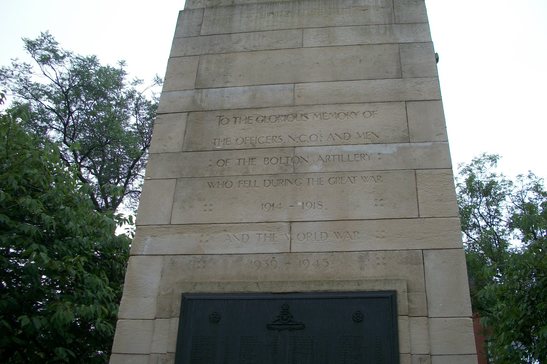 TO THE GLORIOUS MEMORY OF
THE OFFICERS, N.C.O's AND MEN
OF THE BOLTON ARTILLERY
WHO FELL DURING THE GREAT WAR
1914 - 1918
AND THE WORLD WAR
1939 1945